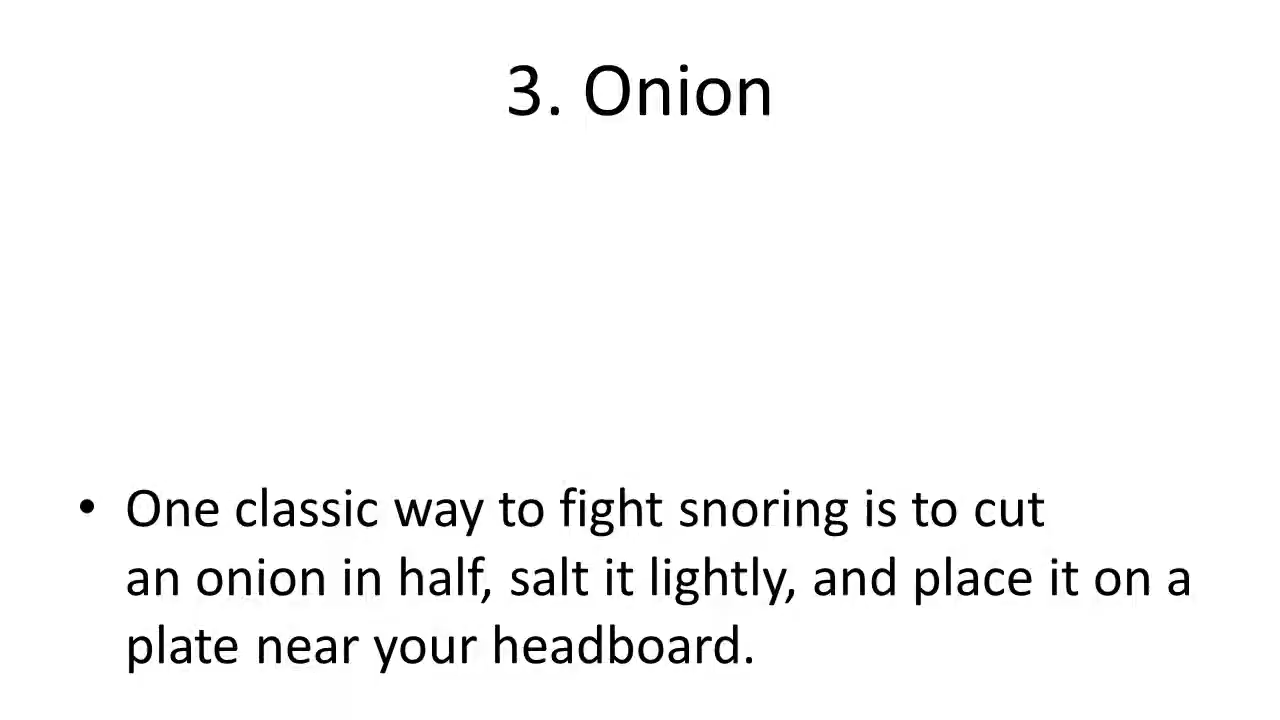 3. Onion
• One classic way to fight snoring is to cut
an onion in half, salt it lightly, and place it on a
plate near your headboard.